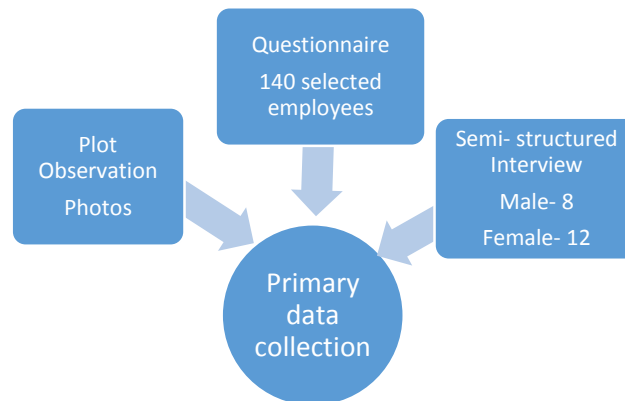 Plot
Observation
Photos
Questionnaire
140 selected
employees
Semi- structured
Interview
Male- 8
Female- 12
Primary
data
collection